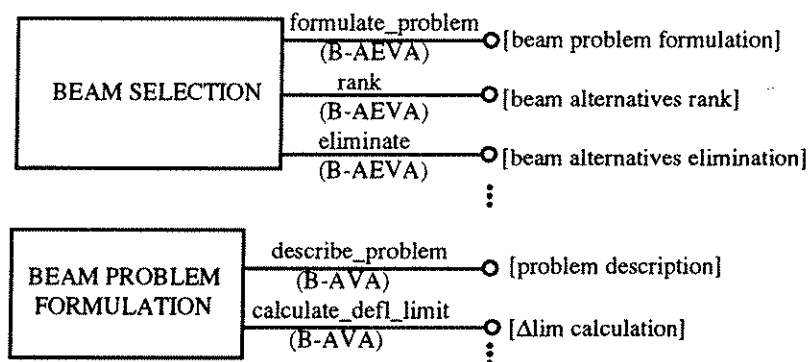 formulate_problem
(B-AEVA)
[beam problem formulation]
BEAM SELECTION
rank
(B-AEVA)
[beam alternatives rank]
eliminate
(B-AEVA)
[beam alternatives elimination]
BEAM PROBLEM
FORMULATION
describe_problem
(B-AVA)
[problem description]
calculate_defl_limit
(B-AVA)
[Δlim calculation]